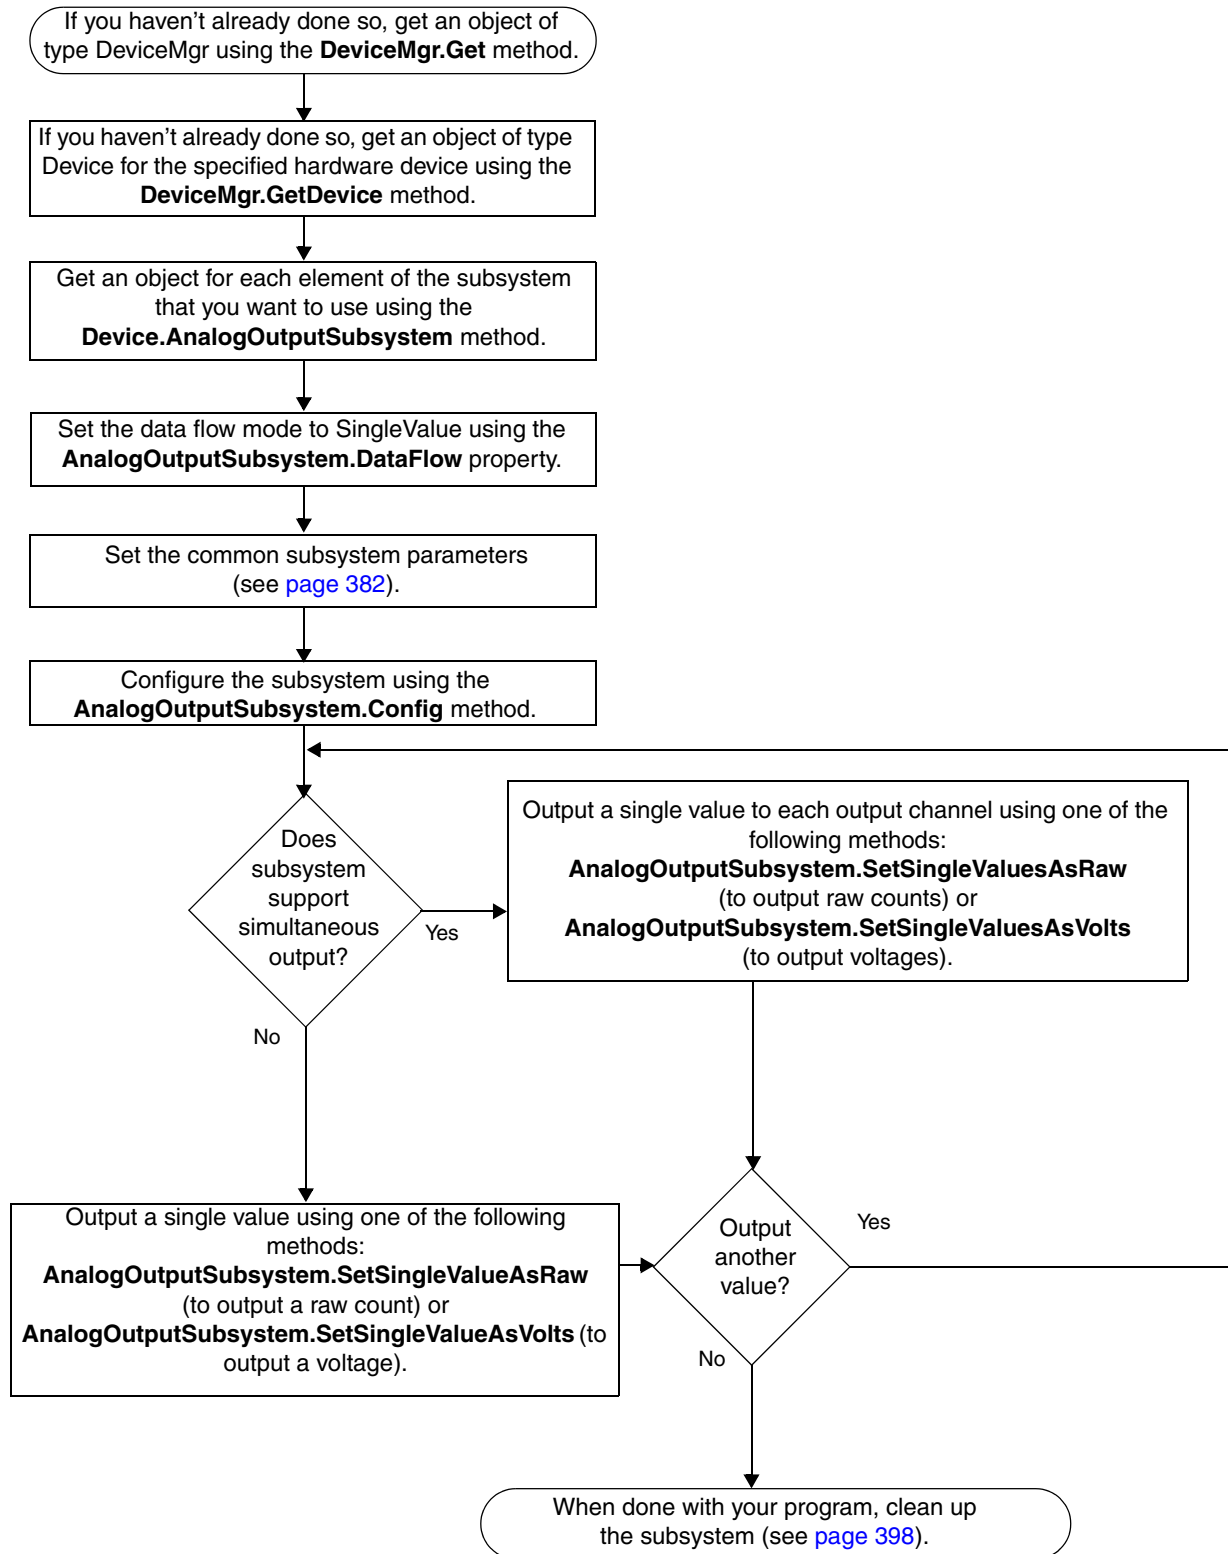 If you haven't already done so, get an object of
type DeviceMgr using the DeviceMgr.Get method.
If you haven't already done so, get an object of type
Device for the specified hardware device using the
DeviceMgr.GetDevice method.
Get an object for each element of the subsystem
that you want to use using the
Device.AnalogOutputSubsystem method.
Set the data flow mode to SingleValue using the
AnalogOutputSubsystem.DataFlow property.
Set the common subsystem parameters
(see page 382).
Configure the subsystem using the
AnalogOutputSubsystem.Config method.
Does
subsystem
support
simultaneous
output?
Yes
No
Output a single value to each output channel using one of the
following methods:
AnalogOutputSubsystem.SetSingleValuesAsRaw
(to output raw counts) or
AnalogOutputSubsystem.SetSingleValuesAsVolts
(to output voltages).
Output a single value using one of the following
methods:
AnalogOutputSubsystem.SetSingleValueAsRaw
(to output a raw count) or
AnalogOutputSubsystem.SetSingleValueAsVolts (to
output a voltage).
Output
another
value?
Yes
No
When done with your program, clean up
the subsystem (see page 398).